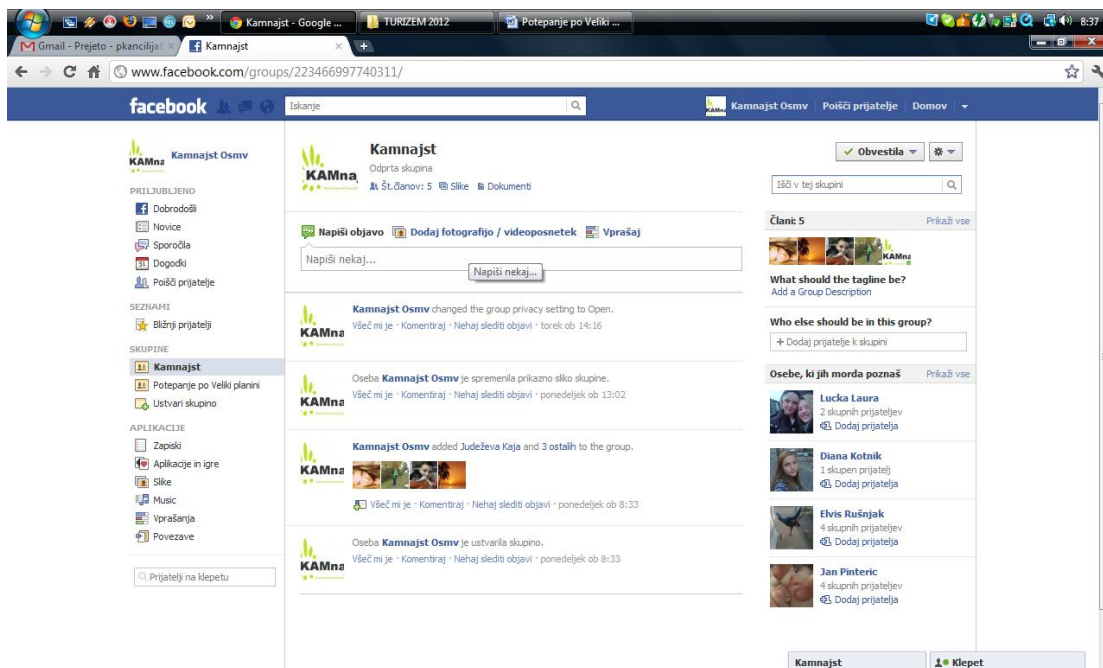 Kamnajst - Google ...
TURIZEM 2012
Potepanje po Veliki ...
8:37
Gmail - Prejeto - pkancilija
Kamnajst
www.facebook.com/groups/223466997740311/
facebook
Iskanje
Kamnajst Osmv
Poišči prijatelje
Domov
KAMna
Kamnajst Osmv
PRILJUBLJENO
Dobrodošli
Novice
Sporočila
Dogodki
Poišči prijatelje
SEZNAMI
Bližnji prijatelji
SKUPINE
Kamnajst
Potepanje po Veliki planini
Ustvari skupino
APLIKACIJE
Zapiski
Aplikacije in igre
Slike
Music
Vprašanja
Povezave
Prijatelji na klepetu
KAMna
Kamnajst
Odprta skupina
Št.članov: 5 Slike Dokumenti
Napiši objavo Dodaj fotografijo / videoposnetek Vprašaj
Napiši nekaj...
Napiši nekaj...
KAMna
Kamnajst Osmv changed the group privacy setting to Open.
Všeč mi je · Komentiraj · Nehaj slediti objavi · torek ob 14:16
KAMna
Oseba Kamnajst Osmv je spremenila prikazno sliko skupine.
Všeč mi je · Komentiraj · Nehaj slediti objavi · ponedeljek ob 13:02
KAMna
Kamnajst Osmv added Judeževa Kaja and 3 ostalih to the group.
Všeč mi je · Komentiraj · Nehaj slediti objavi · ponedeljek ob 8:33
KAMna
Oseba Kamnajst Osmv je ustvarila skupino.
Všeč mi je · Komentiraj · Nehaj slediti objavi · ponedeljek ob 8:33
Obvestila
Išči v tej skupini
Člani: 5 Prikaži vse
KAMna
What should the tagline be?
Add a Group Description
Who else should be in this group?
+ Dodaj prijatelje k skupini
Osebe, ki jih morda poznaš Prikaži vse
Lucka Laura
2 skupnih prijateljev
Dodaj prijatelja
Diana Kotnik
1 skupen prijatelj
Dodaj prijatelja
Elvis Rušnjak
4 skupnih prijateljev
Dodaj prijatelja
Jan Pinteric
4 skupnih prijateljev
Dodaj prijatelja
Kamnajst
Klepet